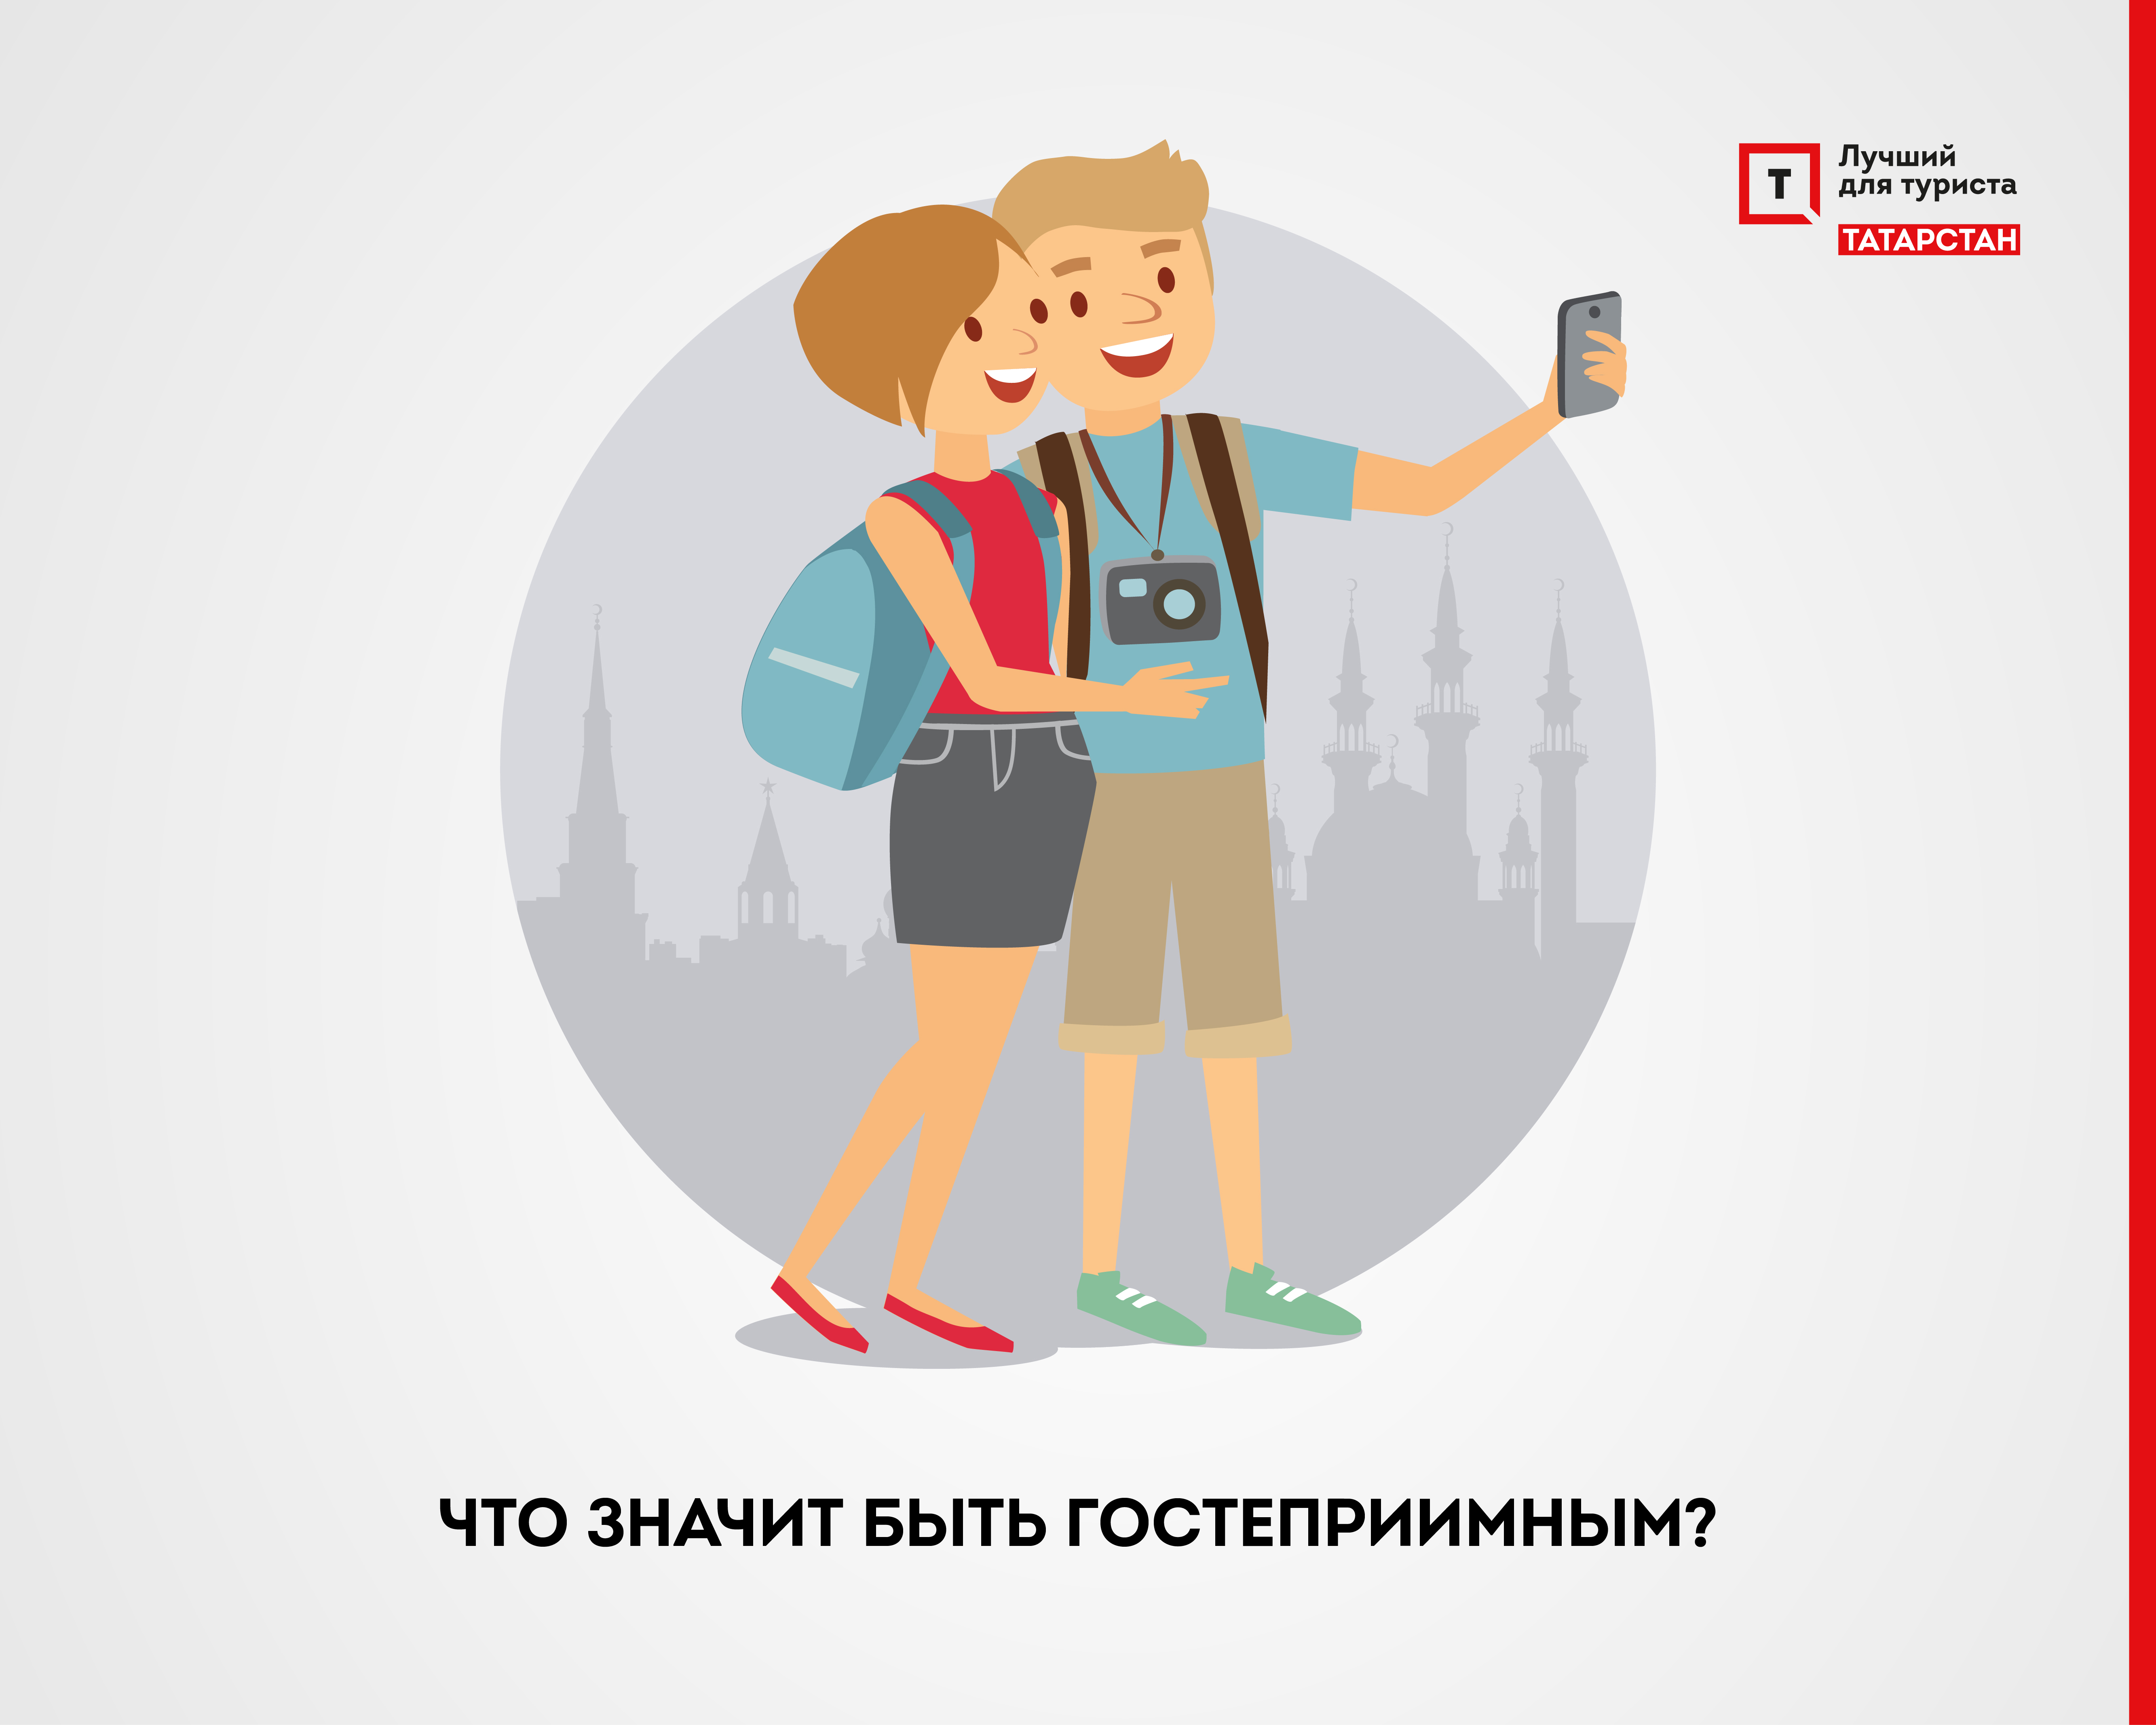 Т
Лучший
для туриста
ТАТАРСТАН
ЧТО ЗНАЧИТ БЫТЬ ГОСТЕПРИИМНЫМ?